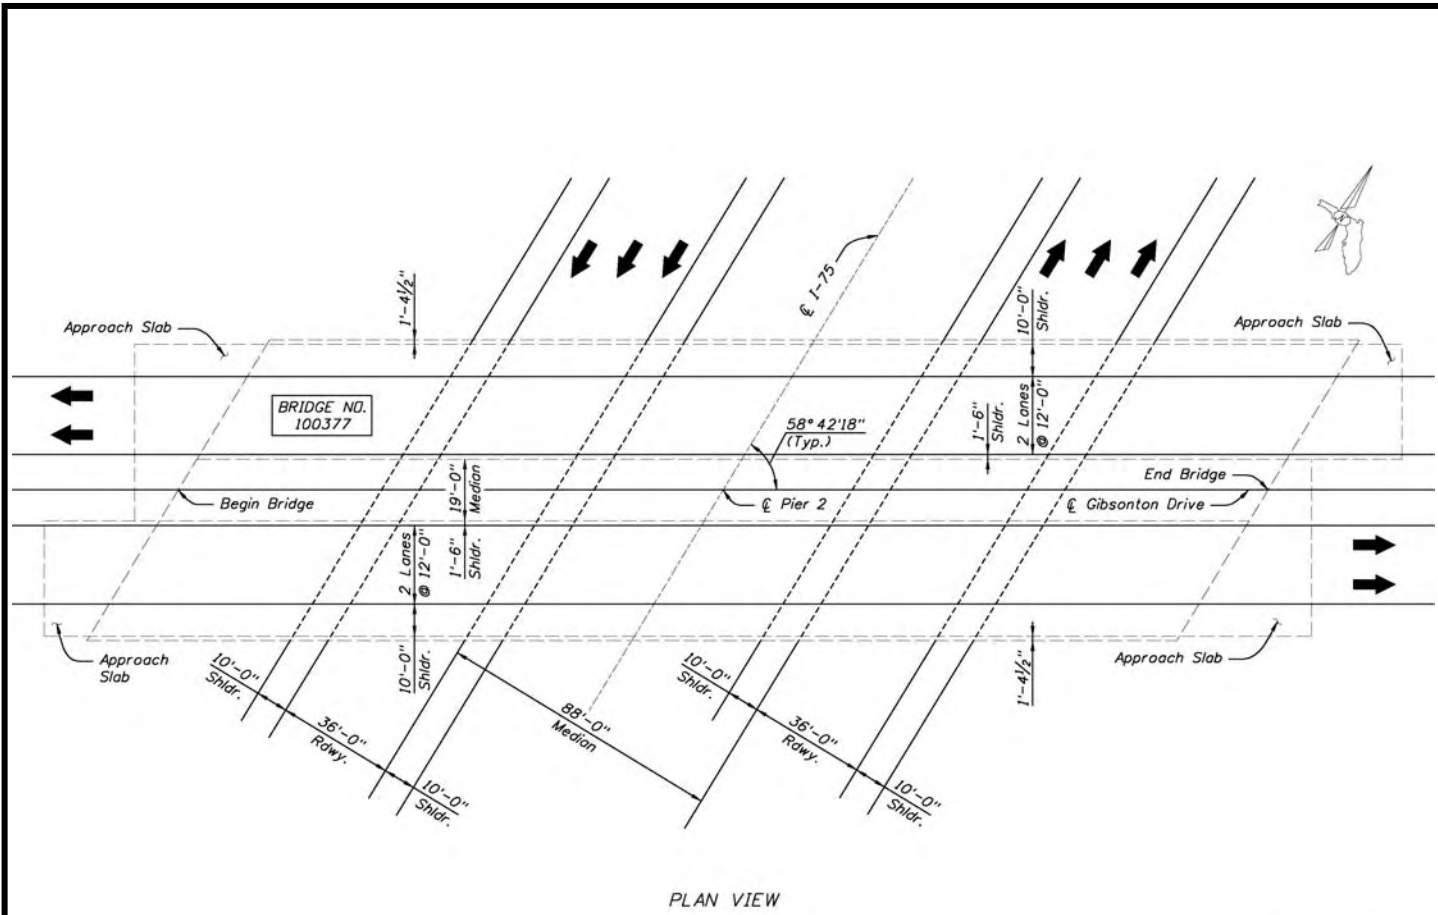 1'-4½"
Approach Slab
BRIDGE NO.
100377
℄ I-75
10'-0"
Shldr.
Approach Slab
2 Lanes
@ 12'-0"
1'-6"
Shldr.
58°42'18"
(Typ.)
19'-0"
Median
Begin Bridge
℄ Pier 2
End Bridge
℄ Gibsonton Drive
2 Lanes
@ 12'-0"
1'-6"
Shldr.
10'-0"
Shldr.
Approach
Slab
Approach Slab
1'-4½"
10'-0"
Shldr.
36'-0"
Rdwy.
10'-0"
Shldr.
88'-0"
Median
10'-0"
Shldr.
36'-0"
Rdwy.
10'-0"
Shldr.
PLAN VIEW